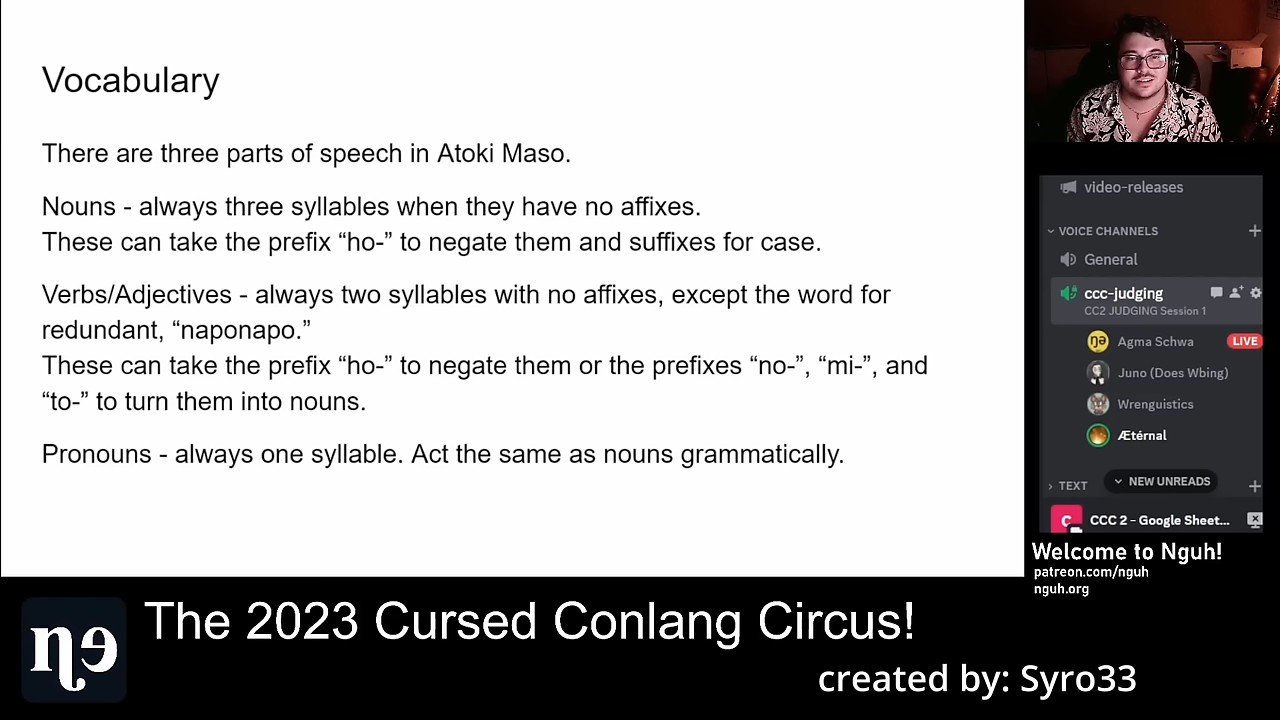 Vocabulary
There are three parts of speech in Atoki Maso.
Nouns - always three syllables when they have no affixes.
These can take the prefix “ho-” to negate them and suffixes for case.
Verbs/Adjectives - always two syllables with no affixes, except the word for
redundant, “naponapo.”
These can take the prefix “ho-” to negate them or the prefixes “no-”, “mi-”, and
“to-” to turn them into nouns.
Pronouns - always one syllable. Act the same as nouns grammatically.
video-releases
VOICE CHANNELS
General
ccc-judging
CC2 JUDGING Session 1
ŋə Agma Schwa LIVE
Juno (Does Wbing)
Wrenguistics
Ætérnal
TEXT NEW UNREADS
C CCC 2 - Google Sheet...
Welcome to Nguh!
patreon.com/nguh
nguh.org
ŋɘ The 2023 Cursed Conlang Circus!
created by: Syro33